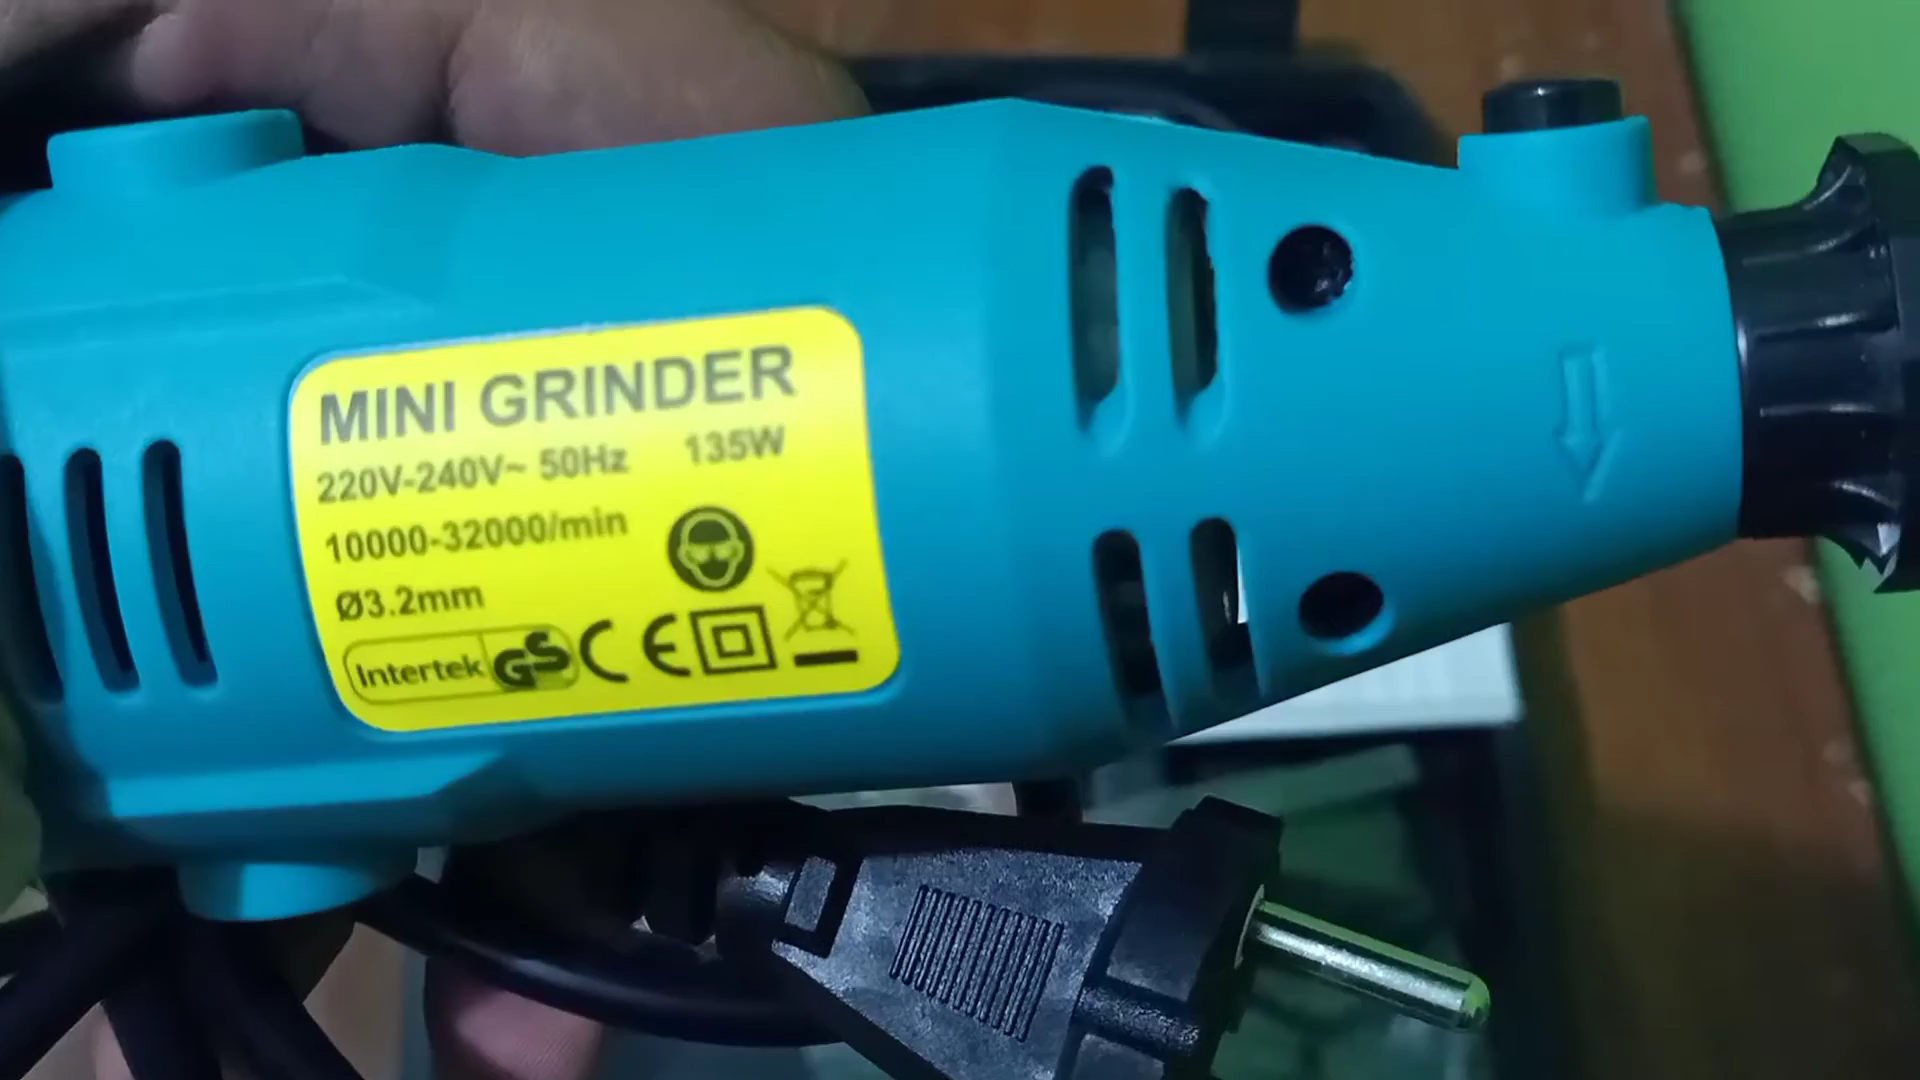 MINI GRINDER
220V-240V~ 50Hz 135W
10000-32000/min
Ø3.2mm
Intertek GS CE